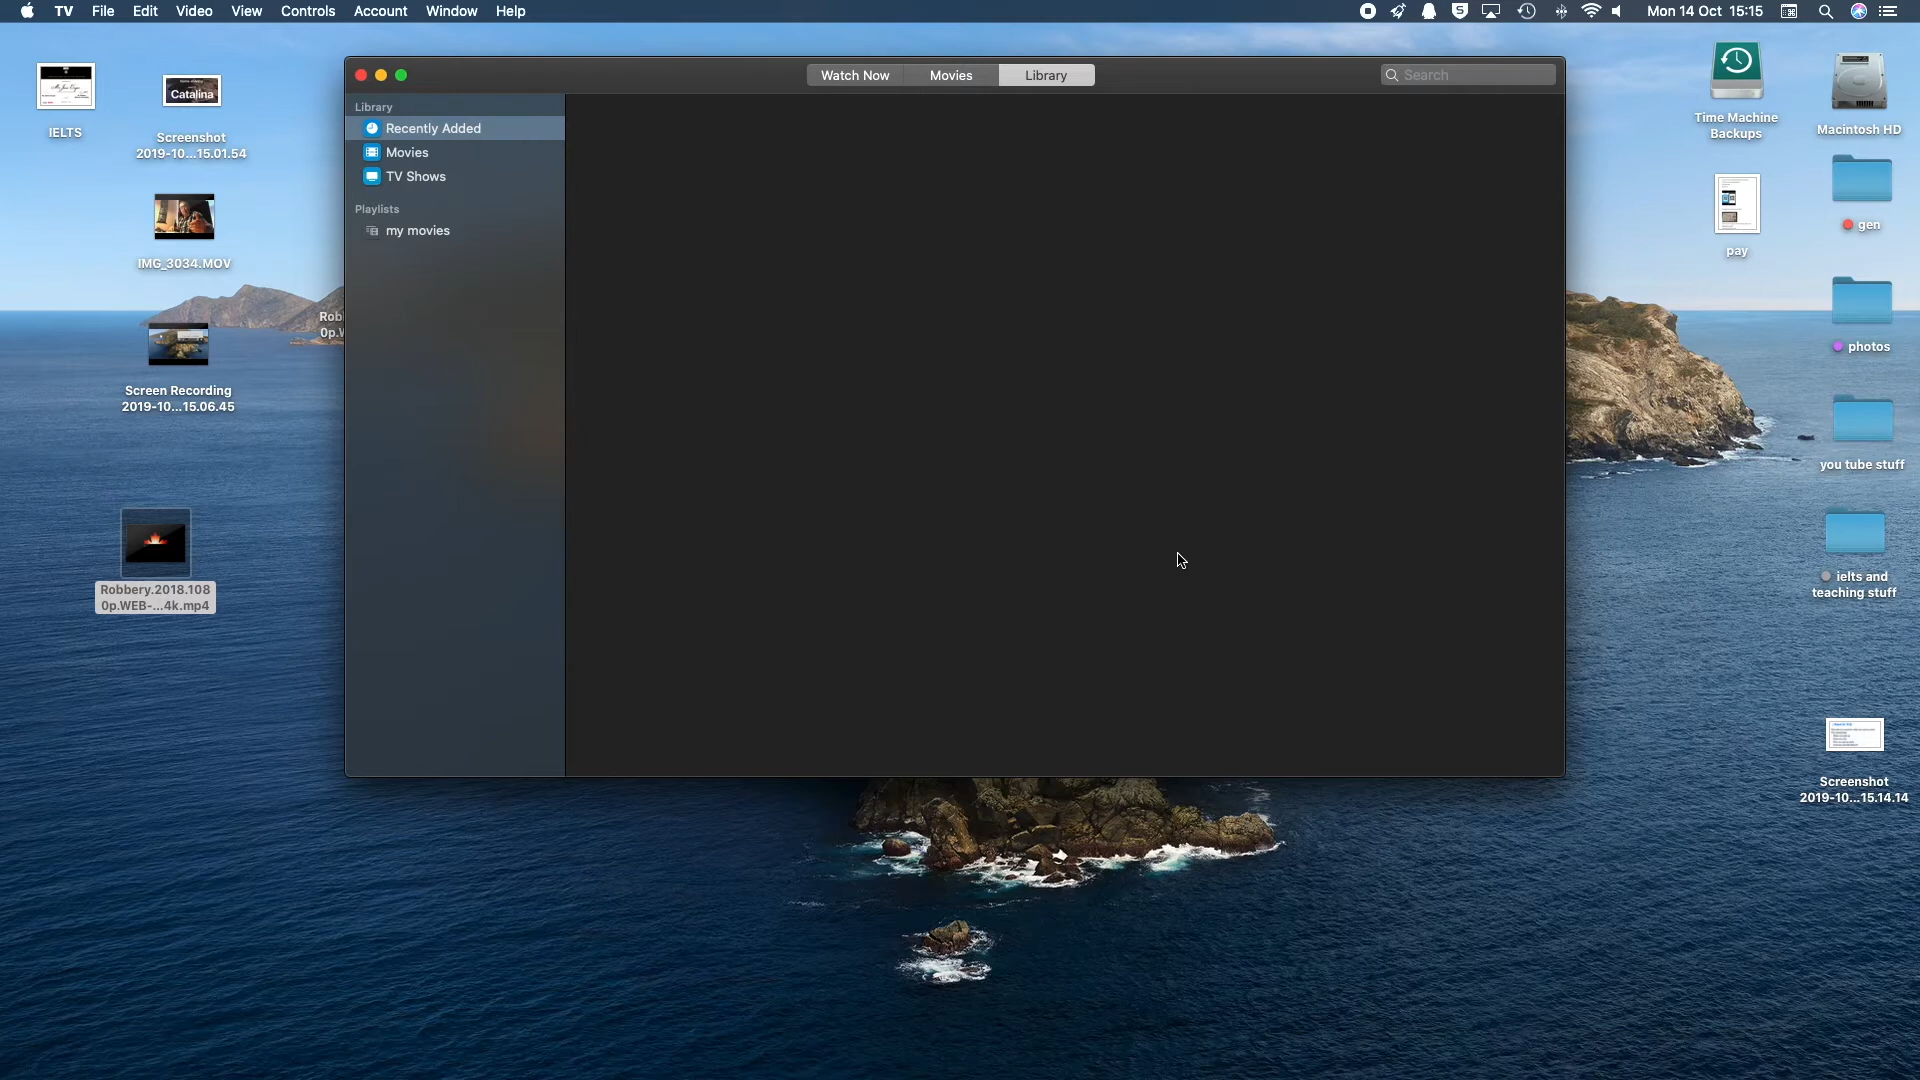 TV File Edit Video View Controls Account Window Help
Mon 14 Oct 15:15
Watch Now Movies Library
Search
Library
Recently Added
Movies
TV Shows
Playlists
my movies
IELTS
Catalina
Screenshot
2019-10...15.01.54
IMG_3034.MOV
Rob
0p.W
Screen Recording
2019-10...15.06.45
Robbery.2018.108
0p.WEB-...4k.mp4
Time Machine
Backups
Macintosh HD
pay
gen
photos
you tube stuff
ielts and
teaching stuff
Screenshot
2019-10...15.14.14